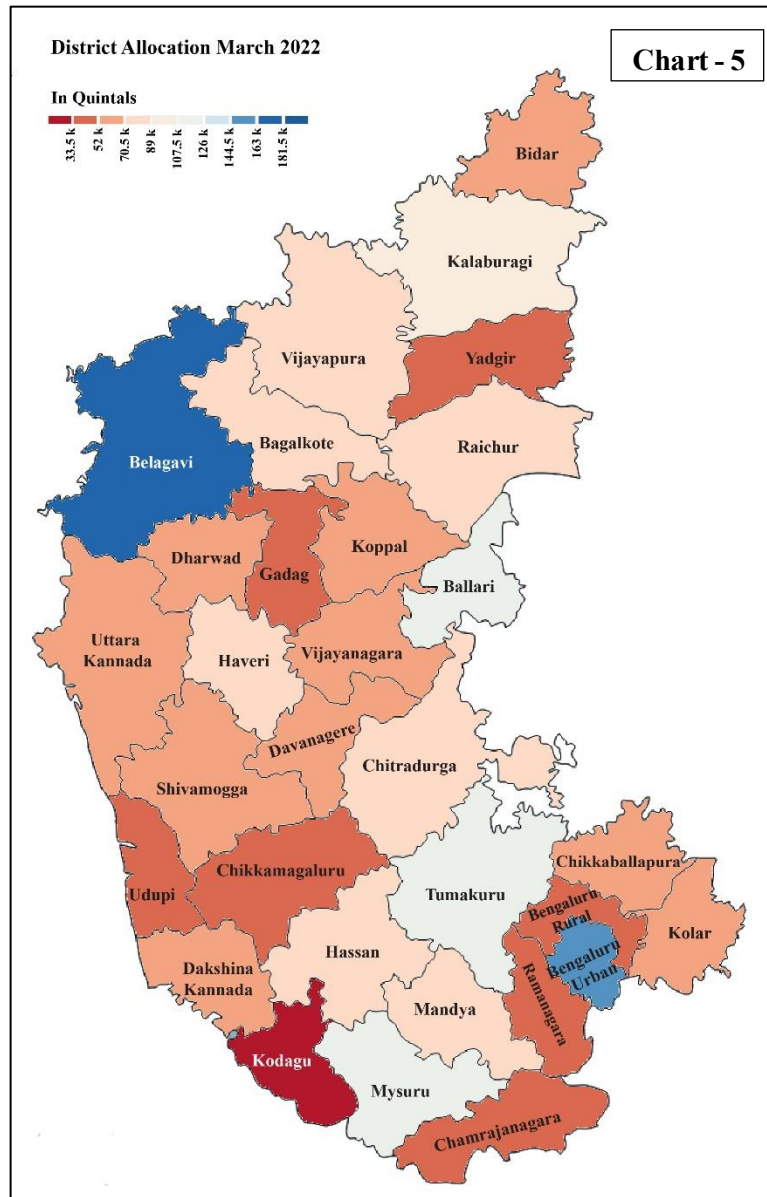 District Allocation March 2022
Chart - 5
In Quintals
33.5 k
52 k
70.5 k
89 k
107.5 k
126 k
144.5 k
163 k
181.5 k
Bidar
Kalaburagi
Vijayapura
Yadgir
Bagalkote
Raichur
Belagavi
Dharwad
Koppal
Gadag
Ballari
Uttara
Kannada
Haveri
Vijayanagara
Davanagere
Chitradurga
Shivamogga
Chikkaballapura
Chikkamagaluru
Udupi
Tumakuru
Bengaluru
Rural
Kolar
Bengaluru
Urban
Hassan
Dakshina
Kannada
Ramanagara
Mandya
Kodagu
Mysuru
Chamrajanagara